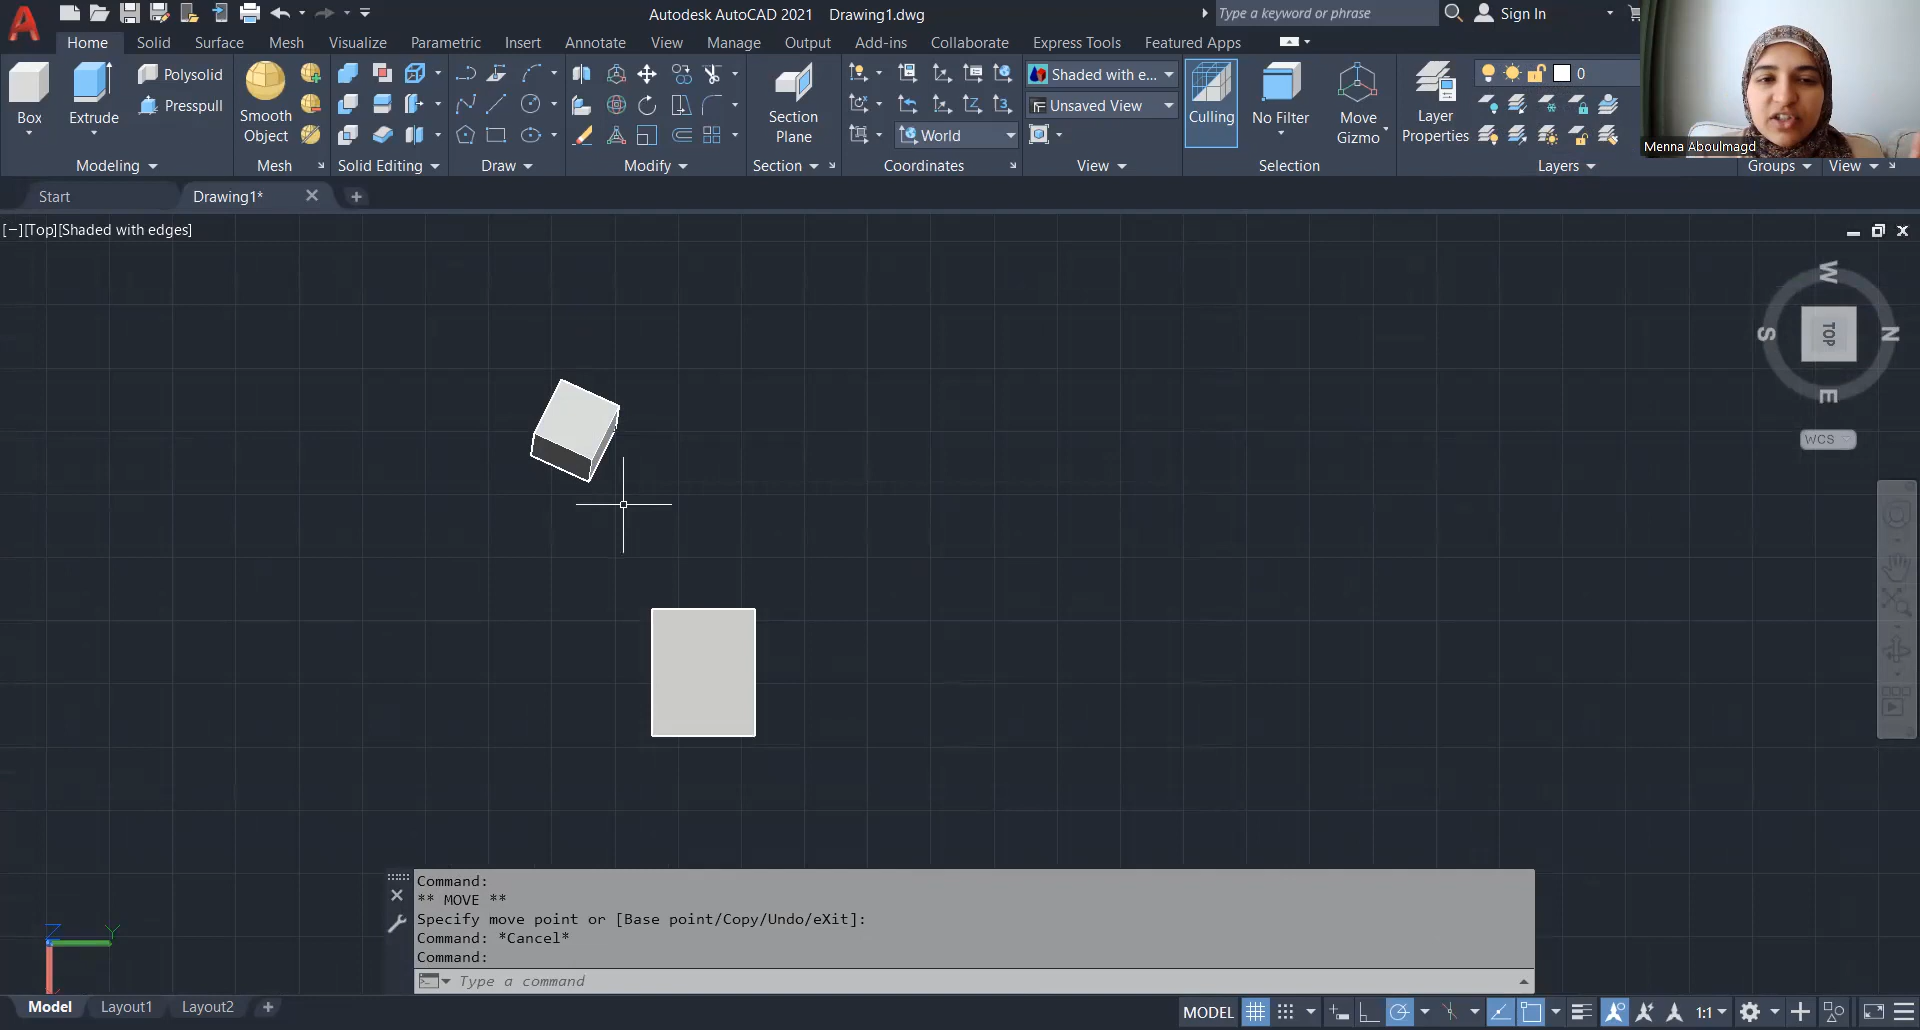 Autodesk AutoCAD 2021 Drawing1.dwg
Type a keyword or phrase
Sign In
Home Solid Surface Mesh Visualize Parametric Insert Annotate View Manage Output Add-ins Collaborate Express Tools Featured Apps
Box
Extrude
Polysolid
Presspull
Modeling
Smooth
Object
Mesh
Solid Editing
Draw
Modify
Section
Plane
Section
World
Coordinates
Shaded with e...
Unsaved View
View
Culling
No Filter
Move
Gizmo
Selection
Layer
Properties
0
Layers
Groups
View
Menna Aboulmagd
Start
Drawing1*
[−][Top][Shaded with edges]
W
S
TOP
N
E
WCS
Command:
** MOVE **
Specify move point or [Base point/Copy/Undo/eXit]:
Command: *Cancel*
Command:
Type a command
Z
Y
Model
Layout1
Layout2
MODEL
1:1